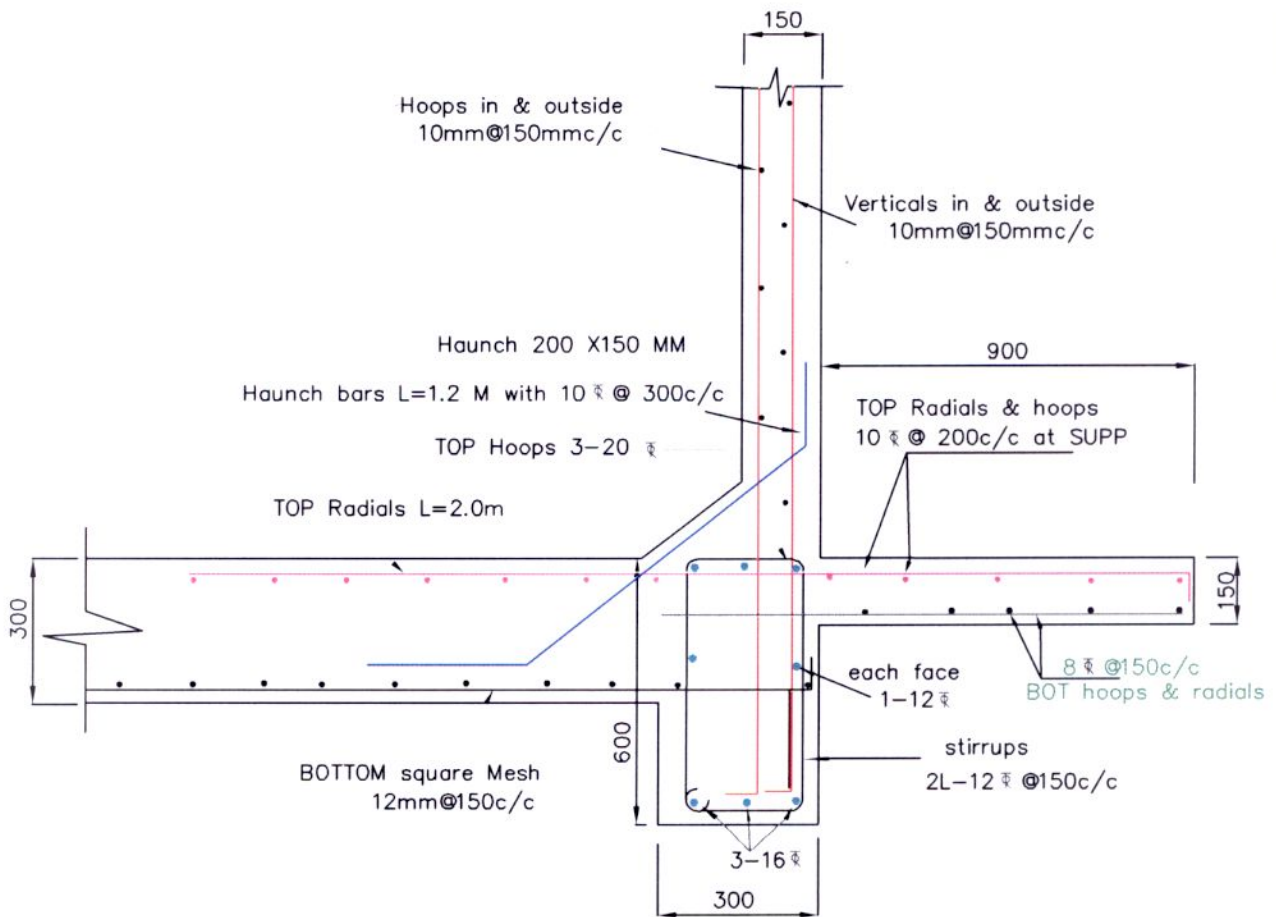 150
Hoops in & outside
10mm@150mmc/c
Verticals in & outside
10mm@150mmc/c
Haunch 200 X150 MM
900
Haunch bars L=1.2 M with 10 @ 300c/c
TOP Radials & hoops
10 @ 200c/c at SUPP
TOP Hoops 3-20
TOP Radials L=2.0m
300
150
each face
1-12
8 @150c/c
BOT hoops & radials
600
stirrups
2L-12 @150c/c
BOTTOM square Mesh
12mm@150c/c
3-16
300